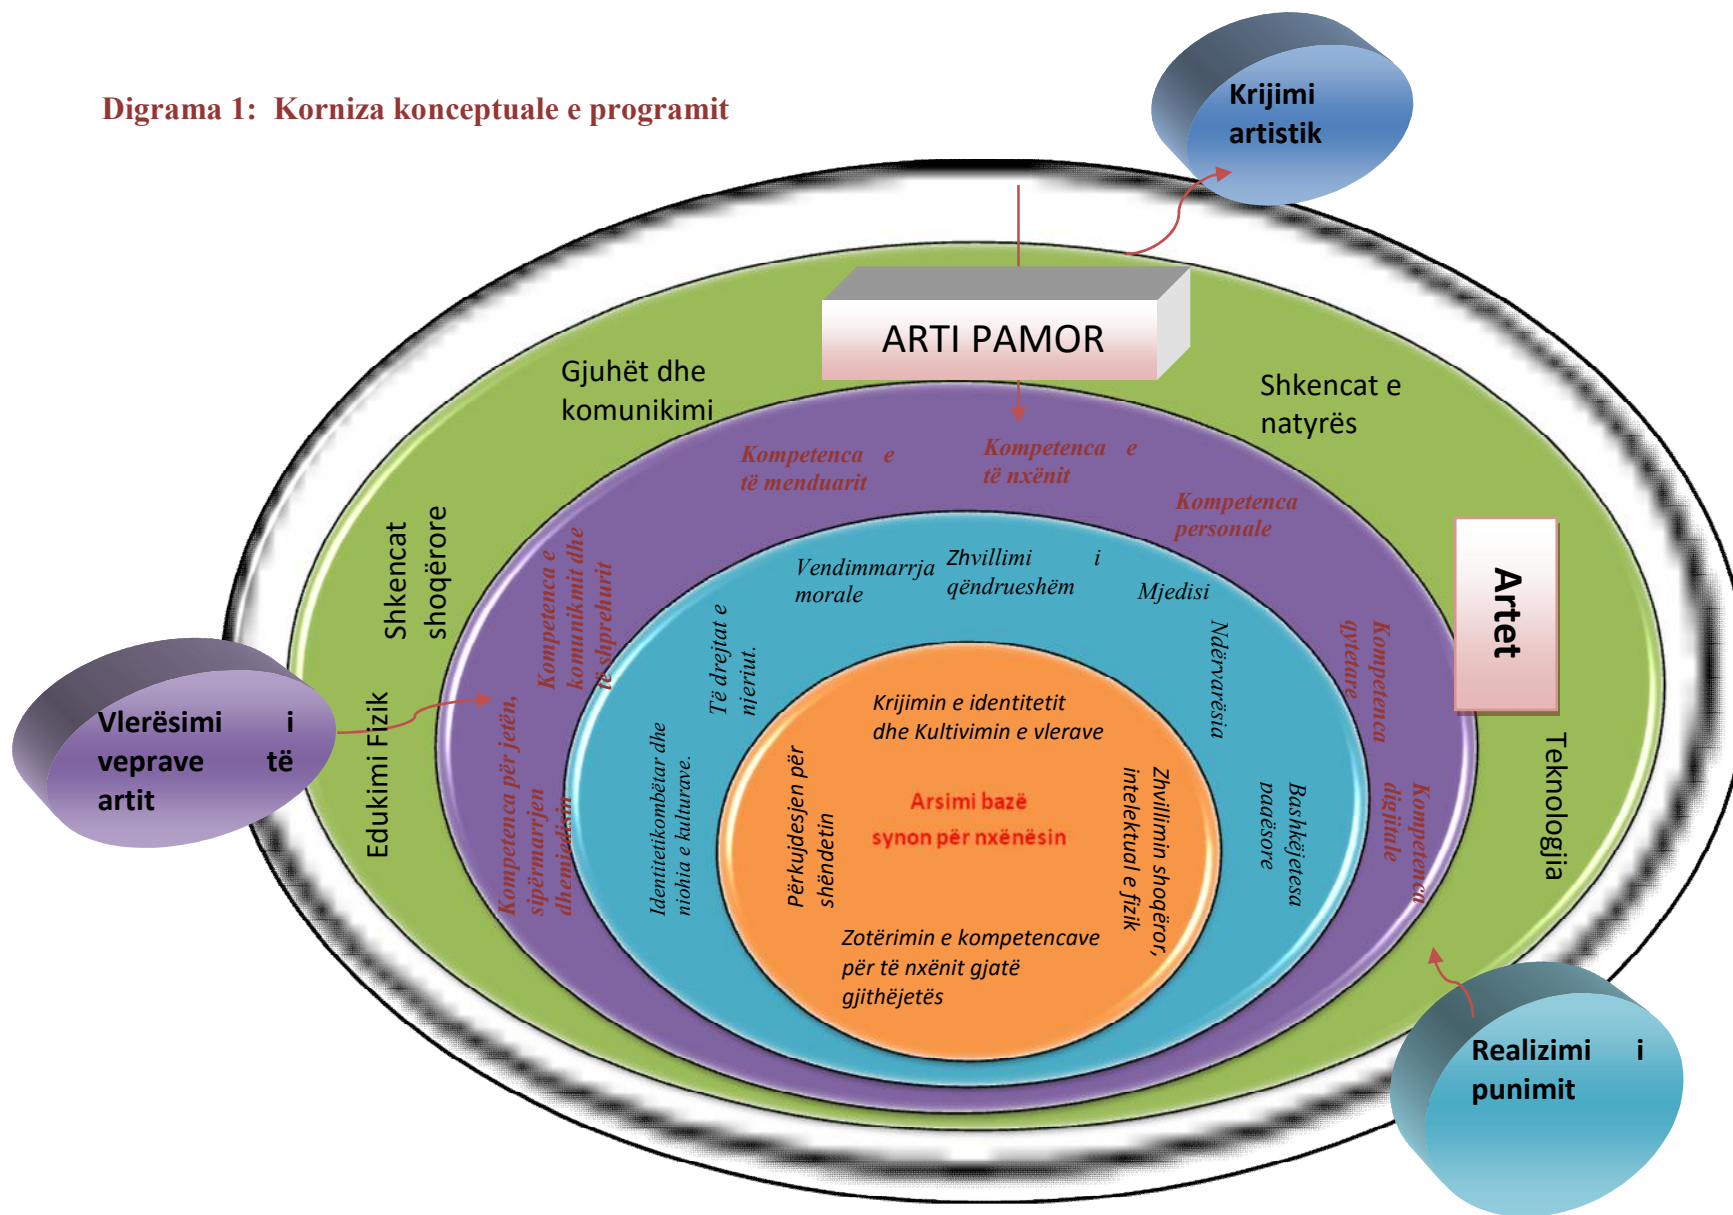 Digrama 1: Korniza konceptuale e programit
Krijimi
artistik
ARTI PAMOR
Gjuhët dhe
komunikimi
Shkencat e
natyrës
Shkencat
shoqërore
Edukimi Fizik
Artet
Teknologjia
Kompetenca e
të menduarit
Kompetenca e
të nxënit
Kompetenca
personale
Kompetenca e
komunikmit dhe
të shprehurit
Kompetenca për jetën,
sipërmarrjen
dhemjedisin
Kompetenca
qytetare
Kompetenca
digjitale
Vendimmarrja
morale
Zhvillimi i
qëndrueshëm
Mjedisi
Të drejtat e
njeriut.
Ndërvarësia
Identitetikombëtar dhe
njohja e kulturave.
Bashkëjetesa
paqësore
Krijimin e identitetit
dhe Kultivimin e vlerave
Përkujdesjen për
shëndetin
Arsimi bazë
synon për nxënësin
Zhvillimin shoqëror,
intelektual e fizik
Zotërimin e kompetencave
për të nxënit gjatë
gjithëjetës
Vlerësimi i
veprave të
artit
Realizimi i
punimit